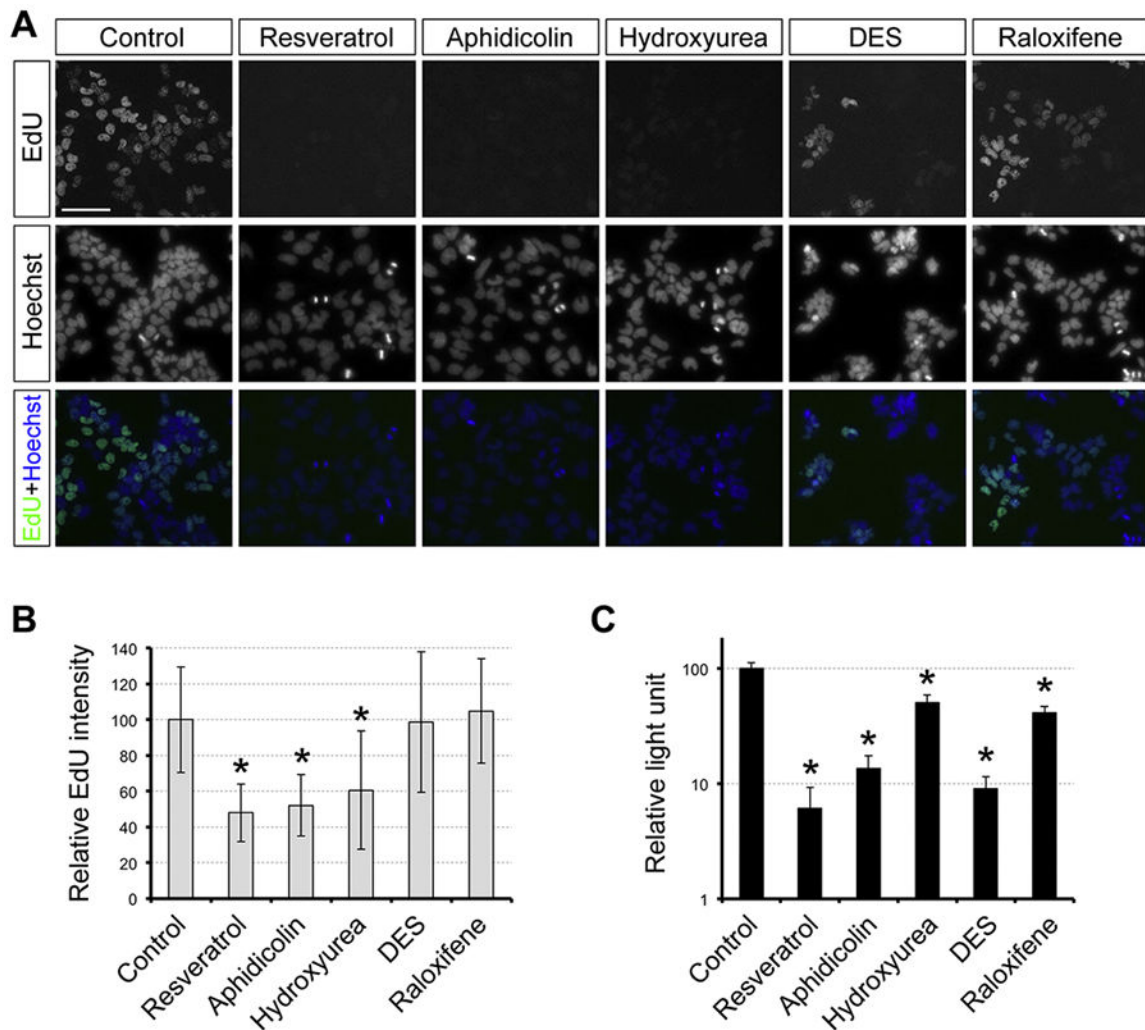 A
Control
Resveratrol
Aphidicolin
Hydroxyurea
DES
Raloxifene
EdU
Hoechst
EdU+Hoechst
B
Relative EdU intensity
140
120
100
80
60
40
20
0
*
*
*
Control
Resveratrol
Aphidicolin
Hydroxyurea
DES
Raloxifene
C
Relative light unit
100
10
1
*
*
*
*
*
Control
Resveratrol
Aphidicolin
Hydroxyurea
DES
Raloxifene